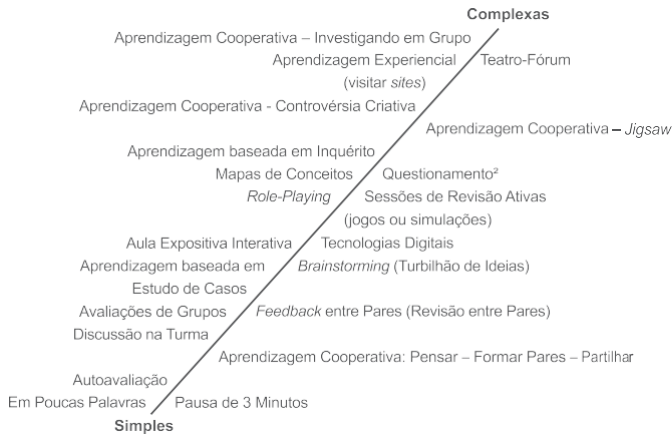 Complexas
Aprendizagem Cooperativa – Investigando em Grupo
Aprendizagem Experiencial Teatro-Fórum
(visitar sites)
Aprendizagem Cooperativa - Controvérsia Criativa
Aprendizagem Cooperativa – Jigsaw
Aprendizagem baseada em Inquérito
Mapas de Conceitos Questionamento²
Role-Playing Sessões de Revisão Ativas
(jogos ou simulações)
Aula Expositiva Interativa Tecnologias Digitais
Aprendizagem baseada em Brainstorming (Turbilhão de Ideias)
Estudo de Casos
Avaliações de Grupos Feedback entre Pares (Revisão entre Pares)
Discussão na Turma
Aprendizagem Cooperativa: Pensar – Formar Pares – Partilhar
Autoavaliação
Em Poucas Palavras Pausa de 3 Minutos
Simples